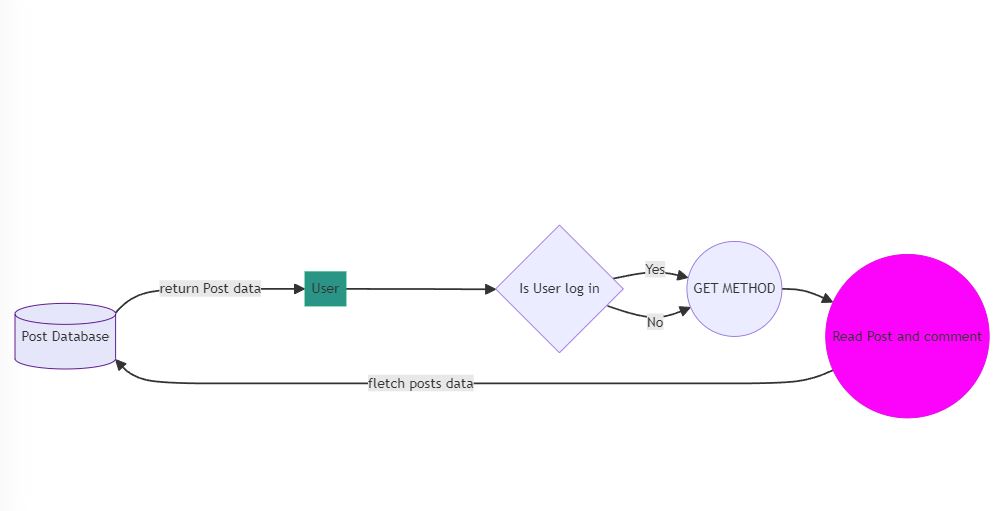 return Post data
User
Is User log in
Yes
No
GET METHOD
Post Database
Read Post and comment
fletch posts data